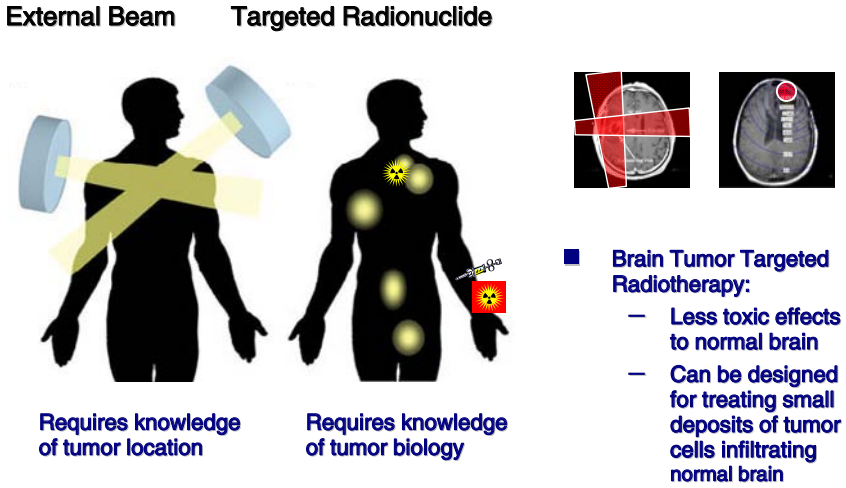 External Beam
Targeted Radionuclide
Requires knowledge
of tumor location
Requires knowledge
of tumor biology
Brain Tumor Targeted
Radiotherapy:
Less toxic effects
to normal brain
Can be designed
for treating small
deposits of tumor
cells infiltrating
normal brain